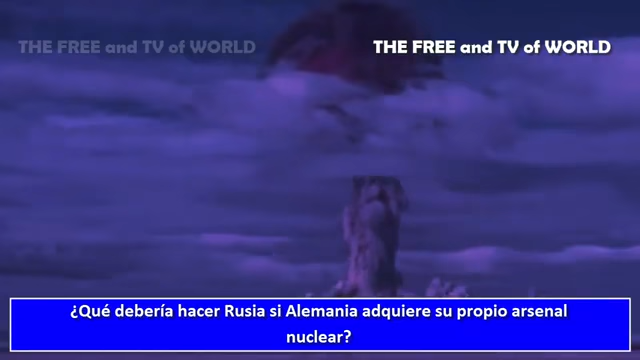 THE FREE and TV of WORLD THE FREE and TV of WORLD
¿Qué debería hacer Rusia si Alemania adquiere su propio arsenal
nuclear?